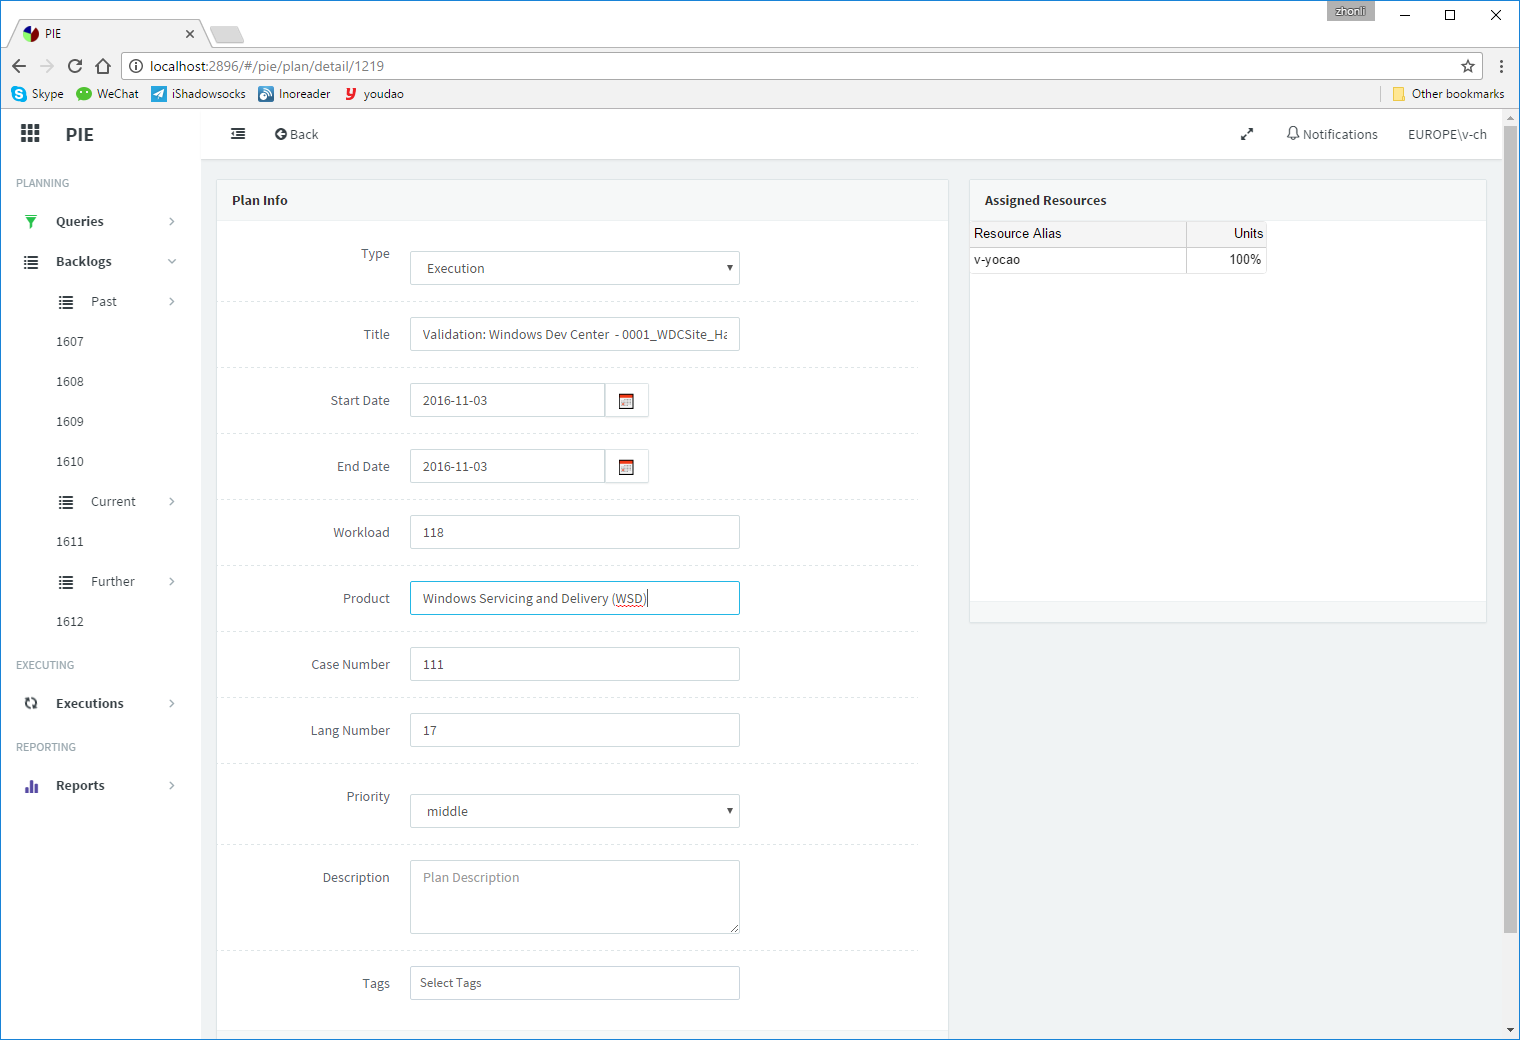 zhonli
PIE
localhost:2896/#/pie/plan/detail/1219
Skype WeChat iShadowsocks Inoreader youdao Other bookmarks
PIE Back Notifications EUROPE\v-ch
PLANNING
Queries
Backlogs
Past
1607
1608
1609
1610
Current
1611
Further
1612
EXECUTING
Executions
REPORTING
Reports
Plan Info
Type Execution
Title Validation: Windows Dev Center - 0001_WDCSite_Ha
Start Date 2016-11-03
End Date 2016-11-03
Workload 118
Product Windows Servicing and Delivery (WSD)
Case Number 111
Lang Number 17
Priority middle
Description Plan Description
Tags Select Tags
Assigned Resources
Resource Alias Units
v-yocao 100%